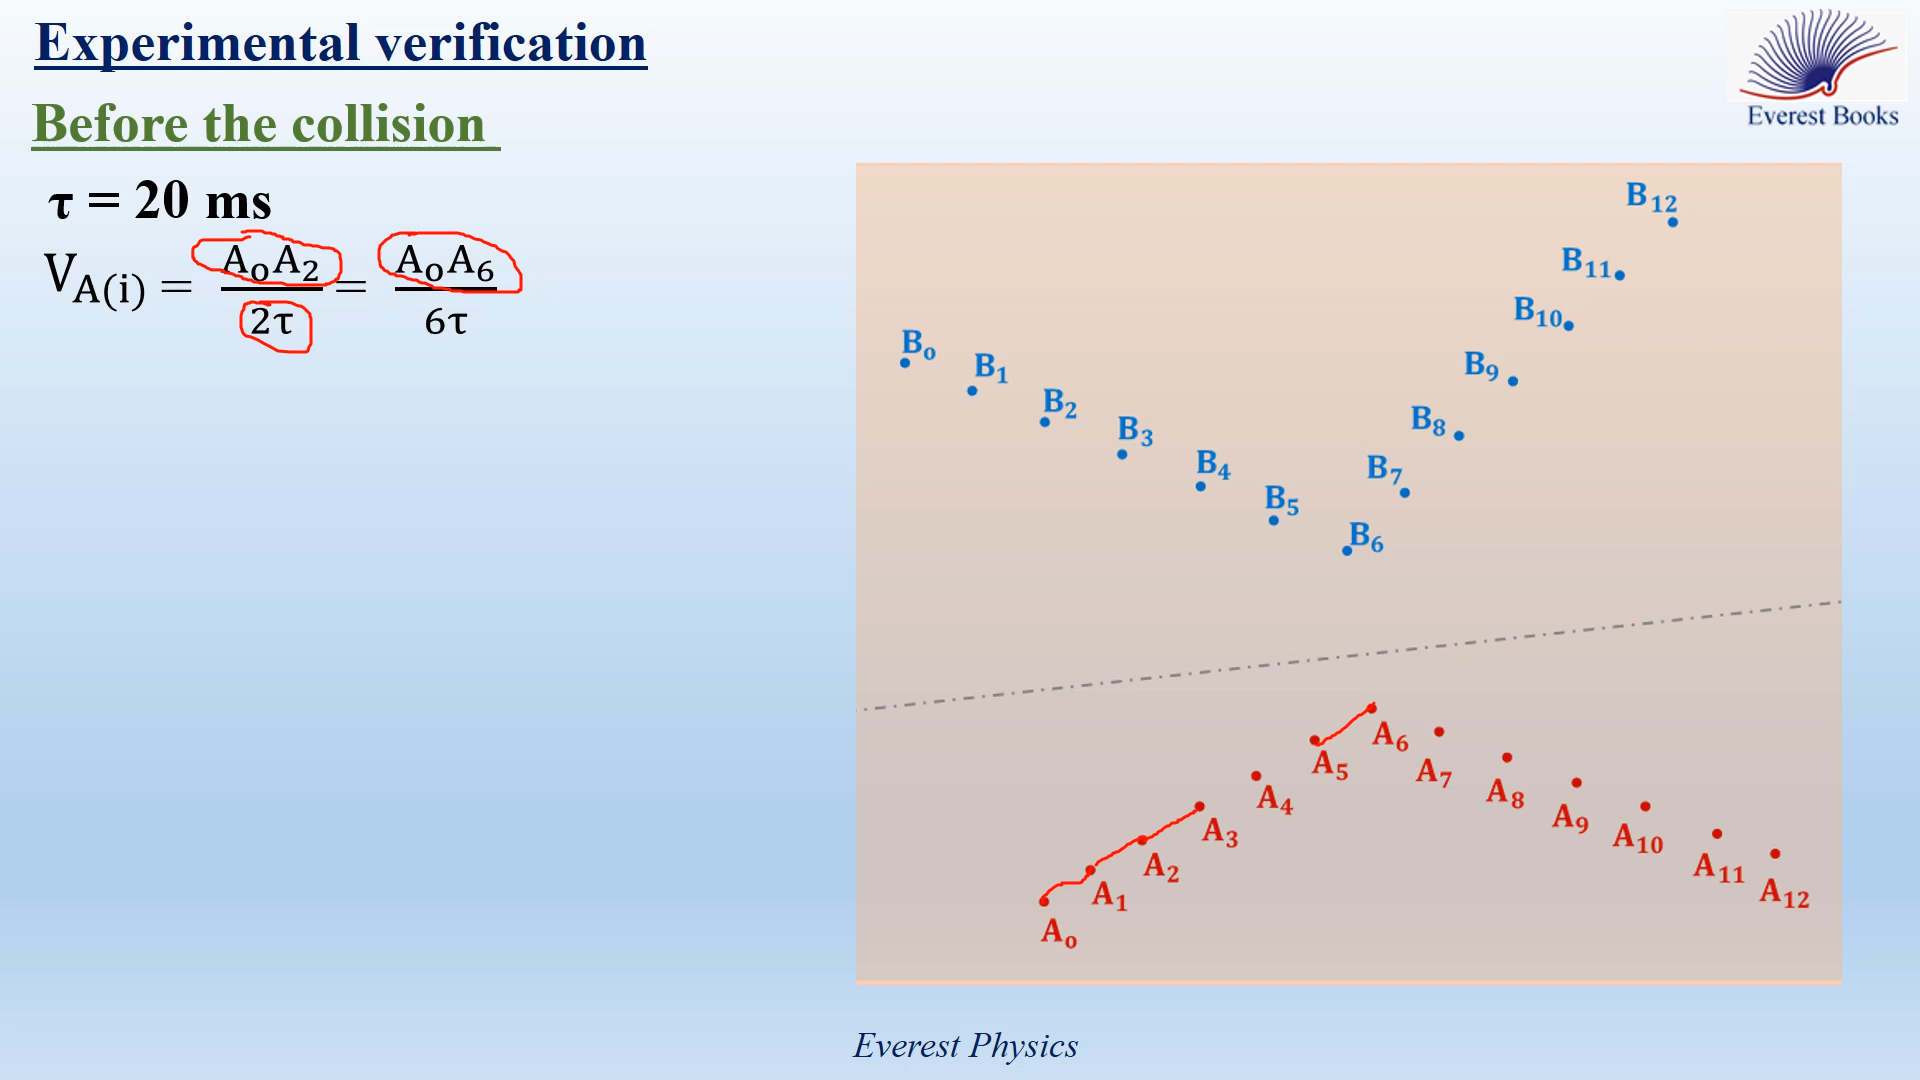 Experimental verification
Everest Books
Before the collision
τ = 20 ms
V_A(i) = A₀A₂ / 2τ = A₀A₆ / 6τ
B₁₂
B₁₁
B₁₀
B₀
B₁
B₉
B₂
B₈
B₃
B₄
B₇
B₅
B₆
A₆
A₅
A₇
A₄
A₈
A₃
A₉
A₁₀
A₂
A₁₁
A₁
A₁₂
A₀
Everest Physics